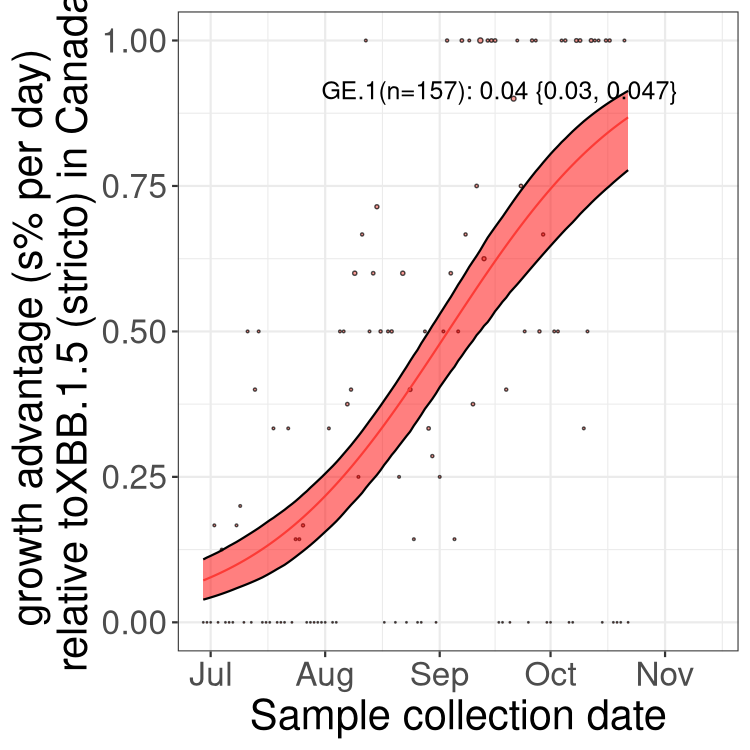 growth advantage (s% per day)
relative toXBB.1.5 (stricto) in Canada
1.00
0.75
0.50
0.25
0.00
GE.1(n=157): 0.04 {0.03, 0.047}
Jul Aug Sep Oct Nov
Sample collection date